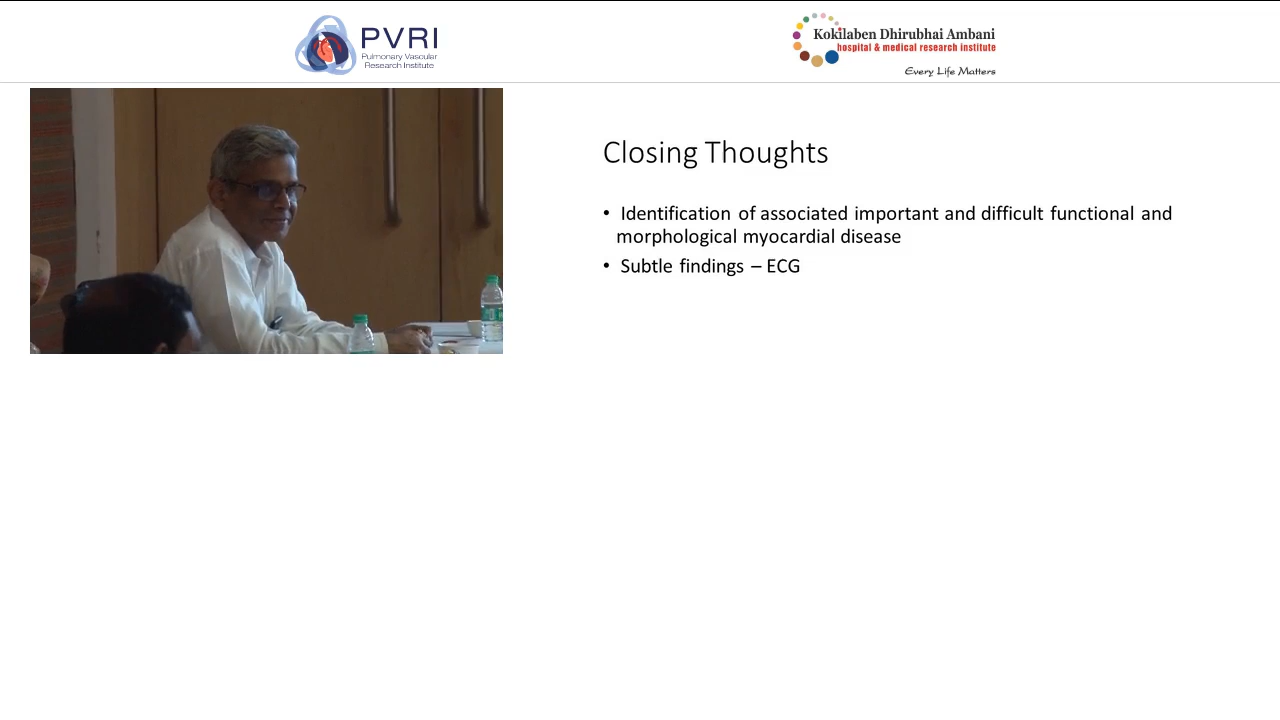 PVRI
Pulmonary Vascular
Research Institute
Kokilaben Dhirubhai Ambani
hospital & medical research institute
Every Life Matters
Closing Thoughts
• Identification of associated important and difficult functional and
morphological myocardial disease
• Subtle findings – ECG